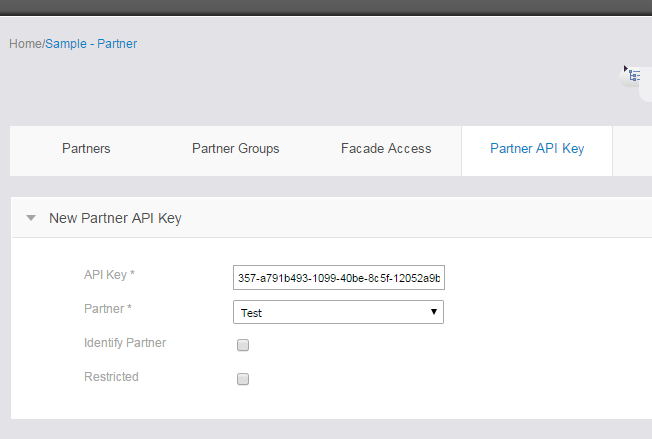 Home/Sample - Partner
Partners Partner Groups Facade Access Partner API Key
New Partner API Key
API Key * 357-a791b493-1099-40be-8c5f-12052a9b
Partner * Test
Identify Partner
Restricted